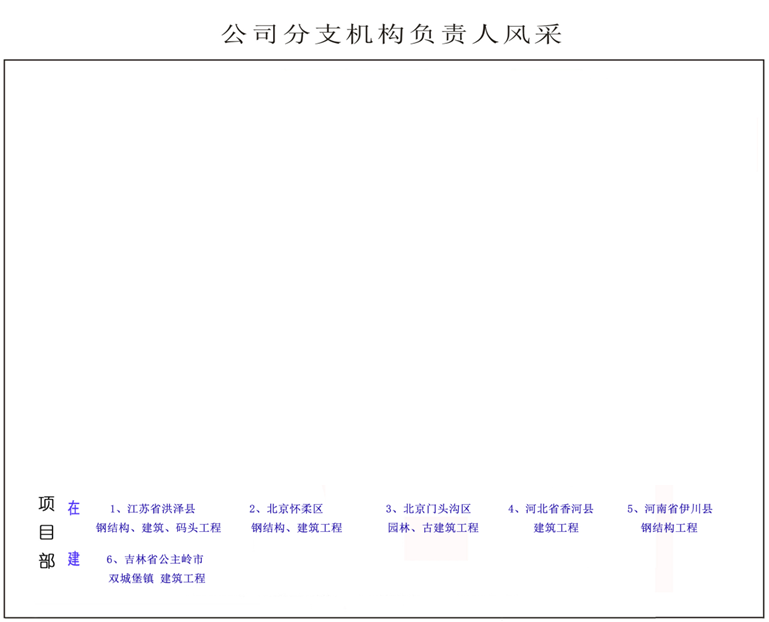 公司分支机构负责人风采
项目部
在建
1、江苏省洪泽县
钢结构、建筑、码头工程
2、北京怀柔区
钢结构、建筑工程
3、北京门头沟区
园林、古建筑工程
4、河北省香河县
建筑工程
5、河南省伊川县
钢结构工程
6、吉林省公主岭市
双城堡镇 建筑工程